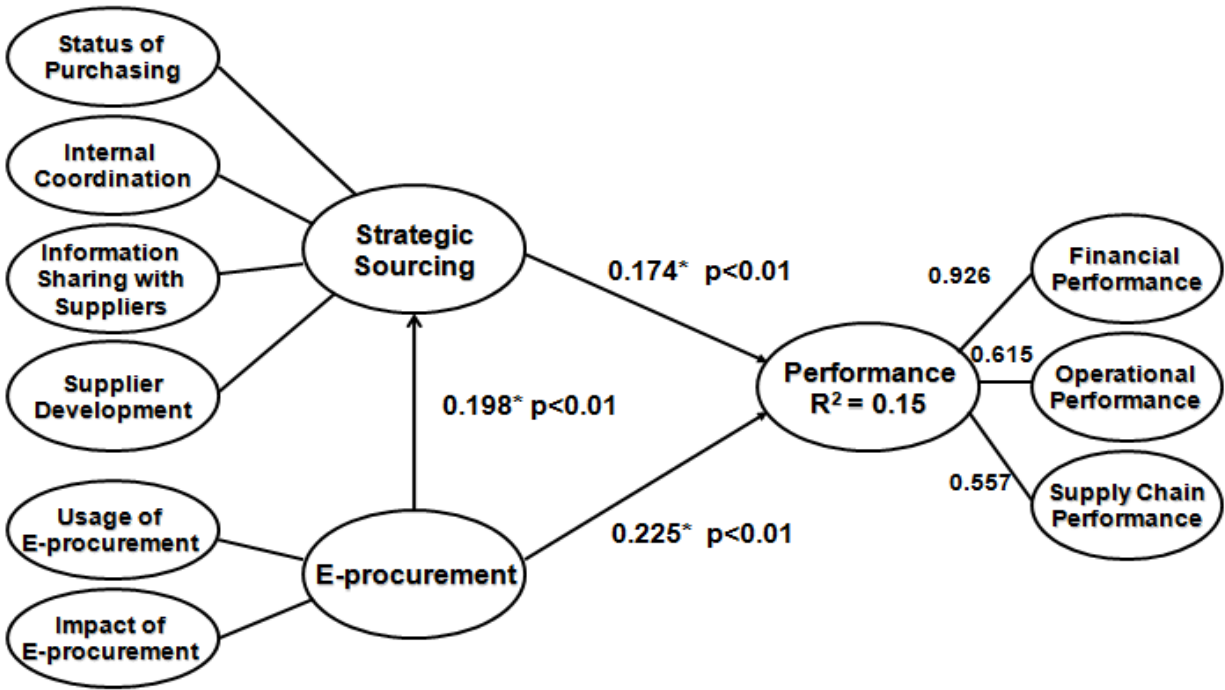 Status of
Purchasing
Internal
Coordination
Information
Sharing with
Suppliers
Supplier
Development
Usage of
E-procurement
Impact of
E-procurement
Strategic
Sourcing
0.198* p<0.01
E-procurement
0.174* p<0.01
0.225* p<0.01
Performance
R² = 0.15
0.926
0.615
0.557
Financial
Performance
Operational
Performance
Supply Chain
Performance